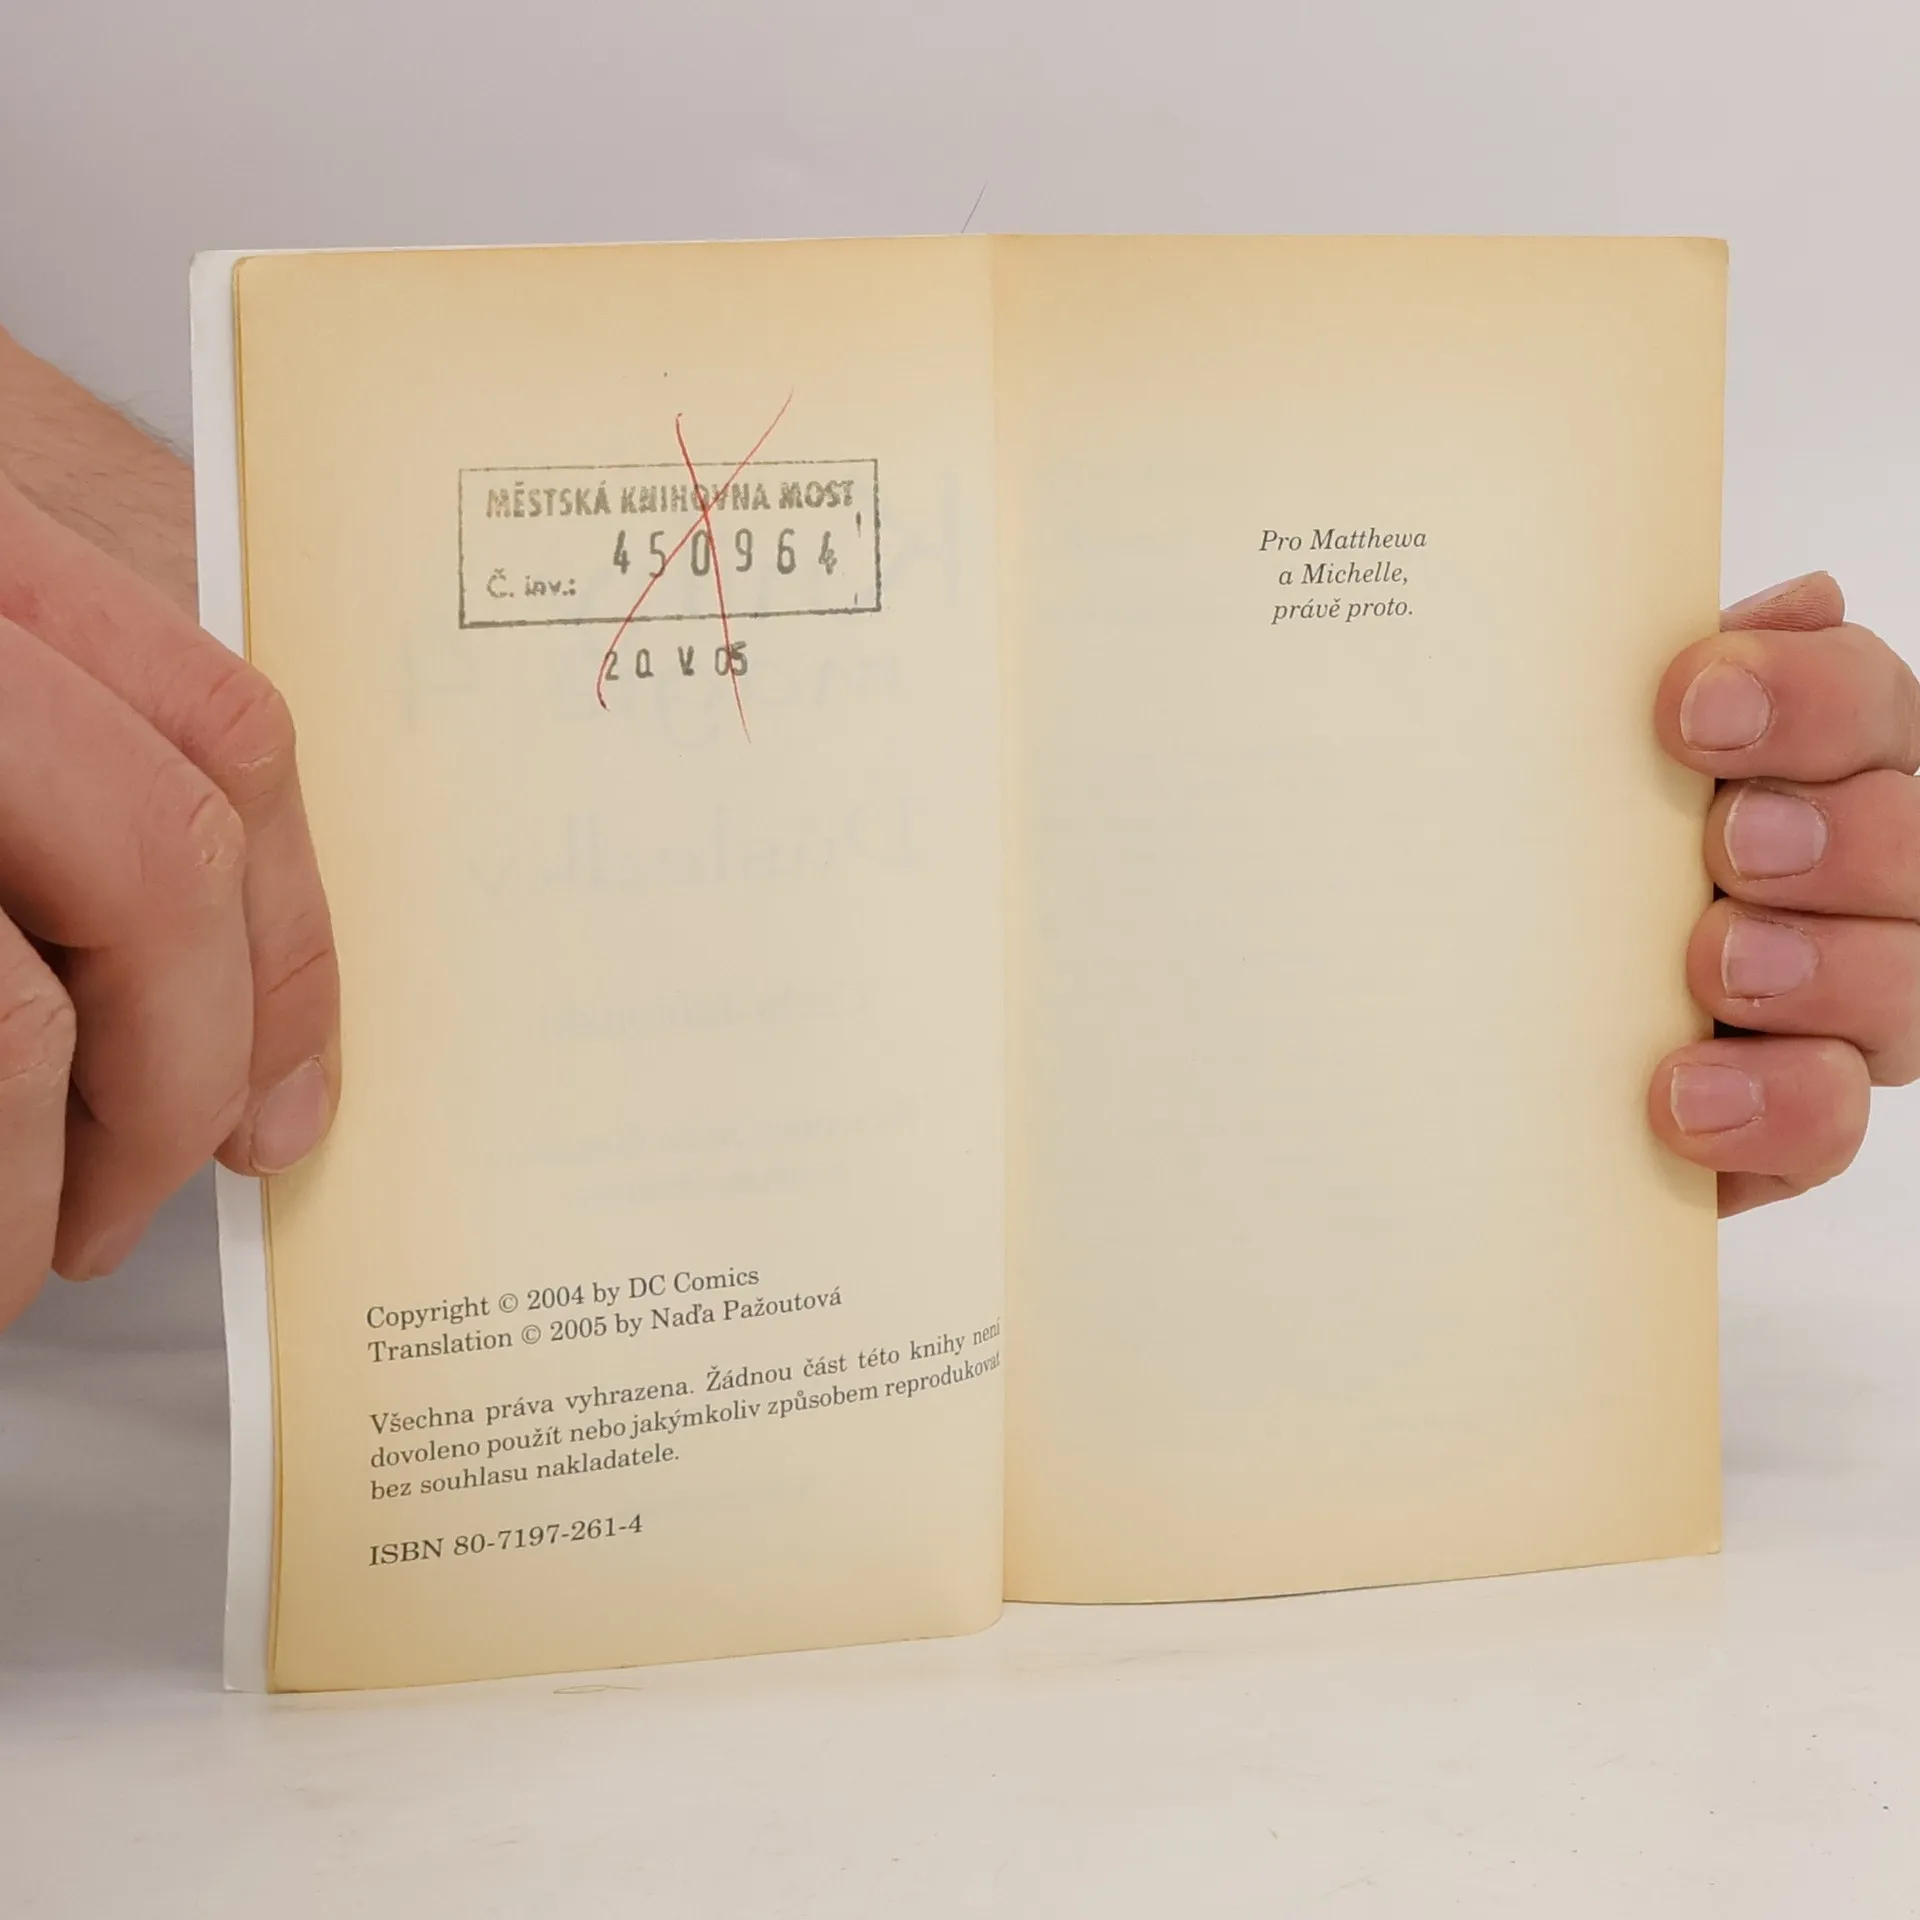 MĚSTSKÁ KNIHOVNA MOST
450964
Č. inv.:
20 V 05
Copyright © 2004 by DC Comics
Translation © 2005 by Naďa Pažoutová
Všechna práva vyhrazena. Žádnou část této knihy není
dovoleno použít nebo jakýmkoliv způsobem reprodukovat
bez souhlasu nakladatele.
ISBN 80-7197-261-4
Pro Matthewa
a Michelle,
právě proto.